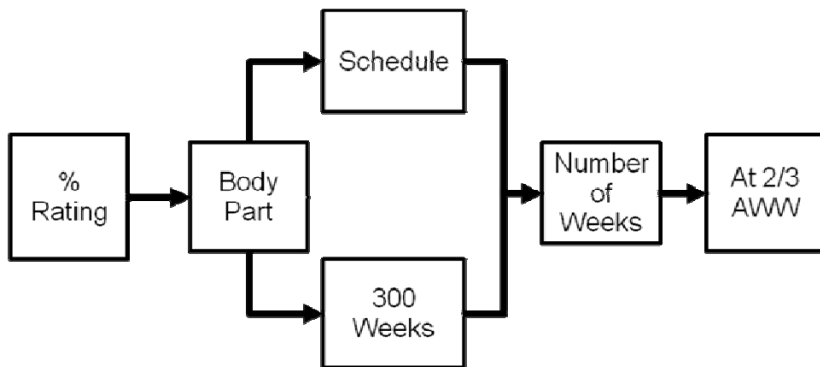 %
Rating
Body
Part
Schedule
300
Weeks
Number
of
Weeks
At 2/3
AWW